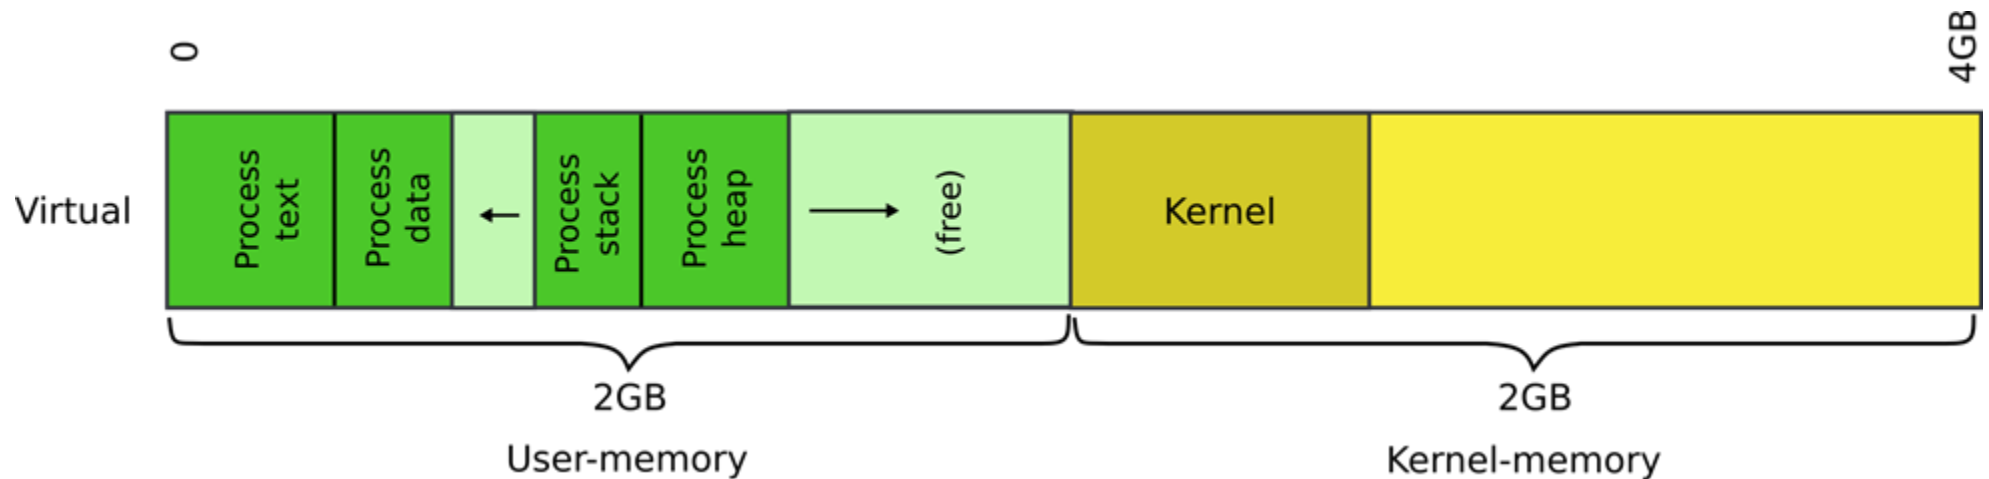 0
4GB
Virtual
Process
text
Process
data
Process
stack
Process
heap
(free)
Kernel
2GB
2GB
User-memory
Kernel-memory